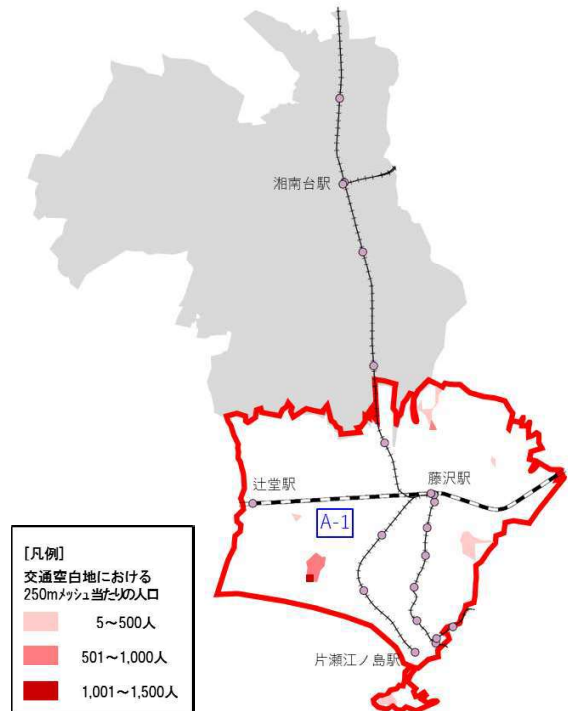 湘南台駅
辻堂駅
藤沢駅
A-1
片瀬江ノ島駅
[凡例]
交通空白地における
250mメッシュ当たりの人口
5～500人
501～1,000人
1,001～1,500人